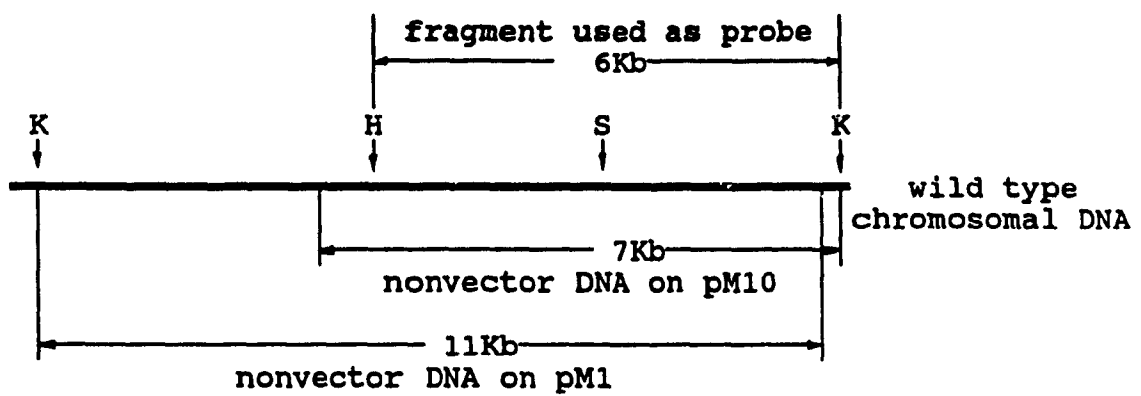 fragment used as probe
6Kb
K H S K
wild type
chromosomal DNA
7Kb
nonvector DNA on pM10
11Kb
nonvector DNA on pM1